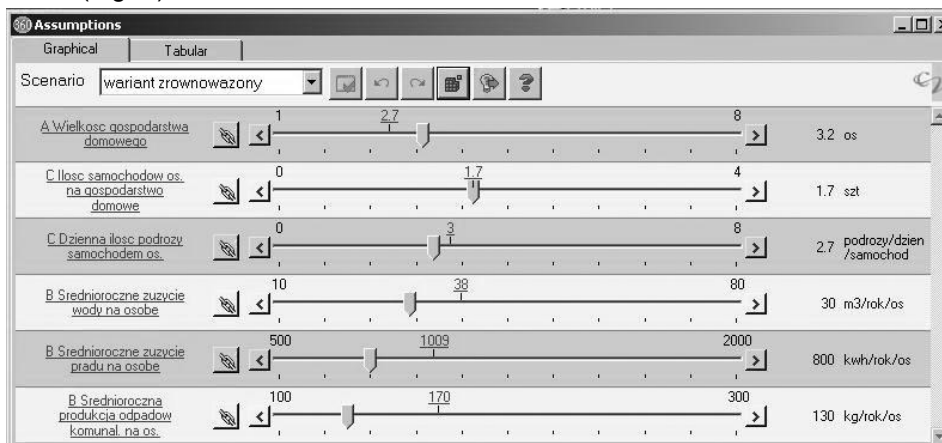 Assumptions
Graphical Tabular
Scenario wariant zrownowazony
A Wielkosc gospodarstwa
domowego
1 2.7 8
3.2 os
C Ilosc samochodow os.
na gospodarstwo
domowe
0 1.7 4
1.7 szt
C Dzienna ilosc podrozy
samochodem os.
0 3 8
2.7 podrozy/dzien
/samochod
B Srednioroczne zuzycie
wody na osobe
10 38 80
30 m3/rok/os
B Srednioroczne zuzycie
pradu na osobe
500 1009 2000
800 kwh/rok/os
B Srednioroczna
produkcja odpadow
komunal. na os.
100 170 300
130 kg/rok/os